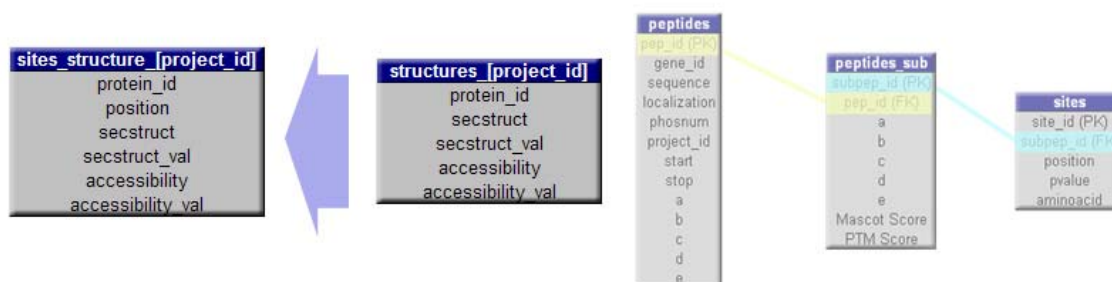 sites_structure_[project_id]
protein_id
position
secstruct
secstruct_val
accessibility
accessibility_val
structures_[project_id]
protein_id
secstruct
secstruct_val
accessibility
accessibility_val
peptides
pep_id (PK)
gene_id
sequence
localization
phosnum
project_id
start
stop
a
b
c
d
e
peptides_sub
subpep_id (PK)
pep_id (FK)
a
b
c
d
e
Mascot Score
PTM Score
sites
site_id (PK)
subpep_id (FK
position
pvalue
aminoacid